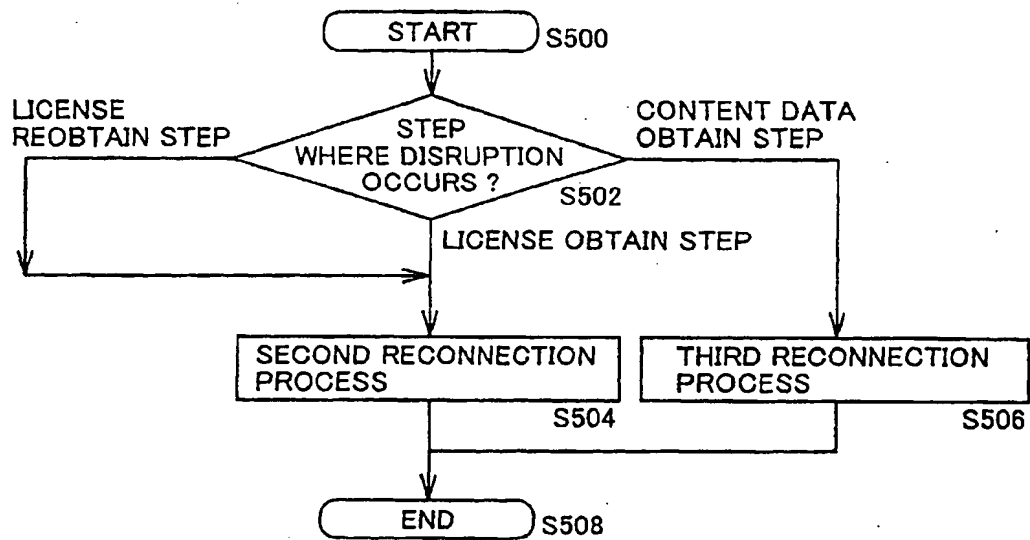 START
S500
LICENSE
REOBTAIN STEP
STEP
WHERE DISRUPTION
OCCURS ?
S502
CONTENT DATA
OBTAIN STEP
LICENSE OBTAIN STEP
SECOND RECONNECTION
PROCESS
S504
THIRD RECONNECTION
PROCESS
S506
END
S508